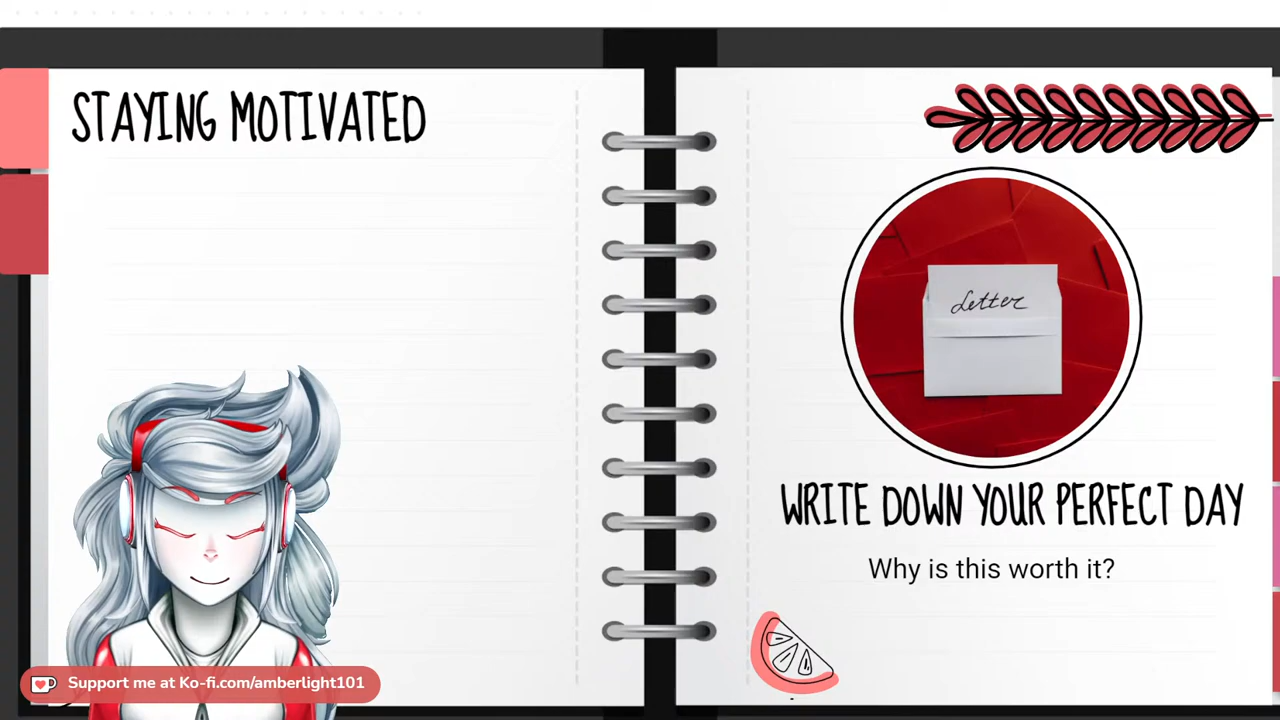 STAYING MOTIVATED
Letter
WRITE DOWN YOUR PERFECT DAY
Why is this worth it?
Support me at Ko-fi.com/amberlight101